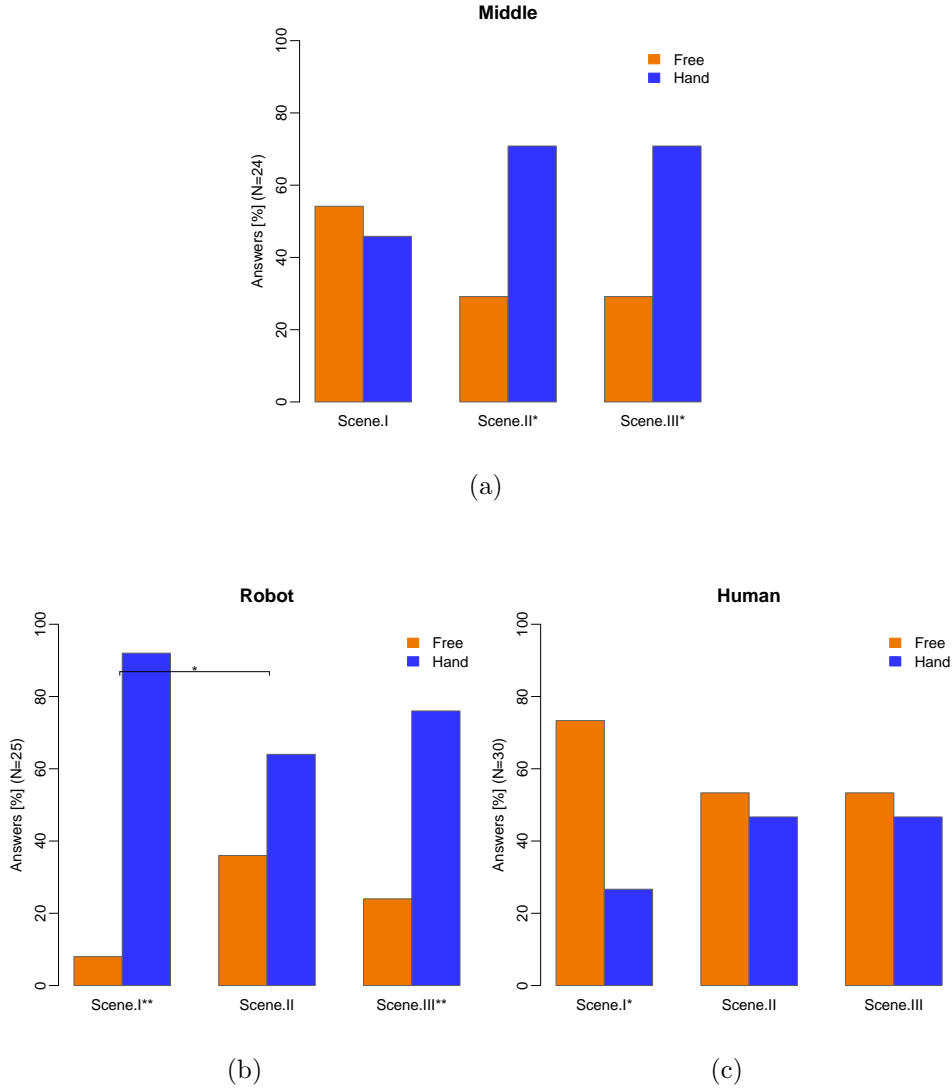 Middle
Answers [%] (N=24)
0
20
40
60
80
100
Free
Hand
Scene.I
Scene.II*
Scene.III*
(a)
Robot
Answers [%] (N=25)
0
20
40
60
80
100
Free
Hand
*
Scene.I**
Scene.II
Scene.III**
(b)
Human
Answers [%] (N=30)
0
20
40
60
80
100
Free
Hand
Scene.I*
Scene.II
Scene.III
(c)